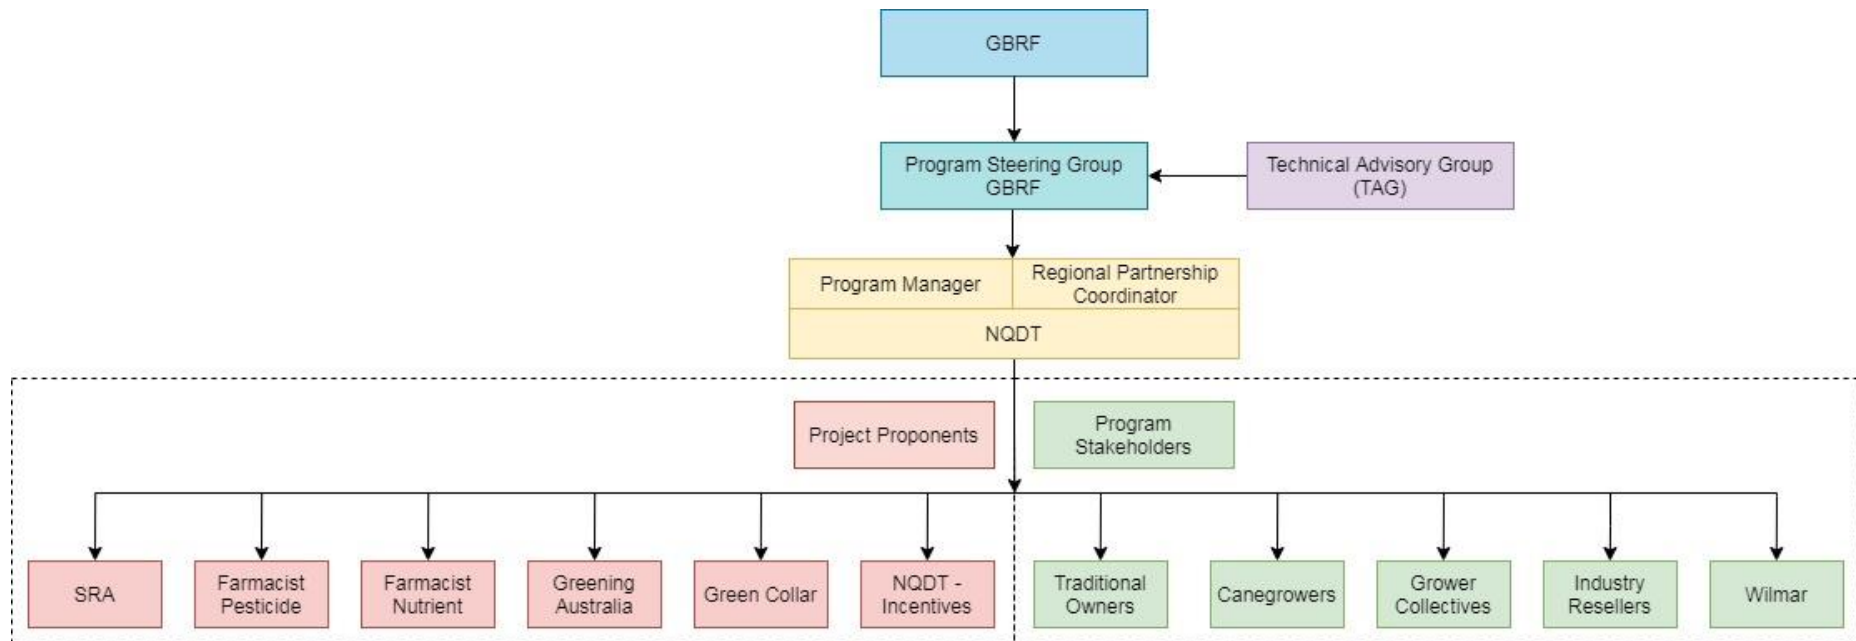 GBRF
Program Steering Group
GBRF
Technical Advisory Group
(TAG)
Program Manager
Regional Partnership
Coordinator
NQDT
Project Proponents
Program
Stakeholders
SRA
Farmacist
Pesticide
Farmacist
Nutrient
Greening
Australia
Green Collar
NQDT -
Incentives
Traditional
Owners
Canegrowers
Grower
Collectives
Industry
Resellers
Wilmar